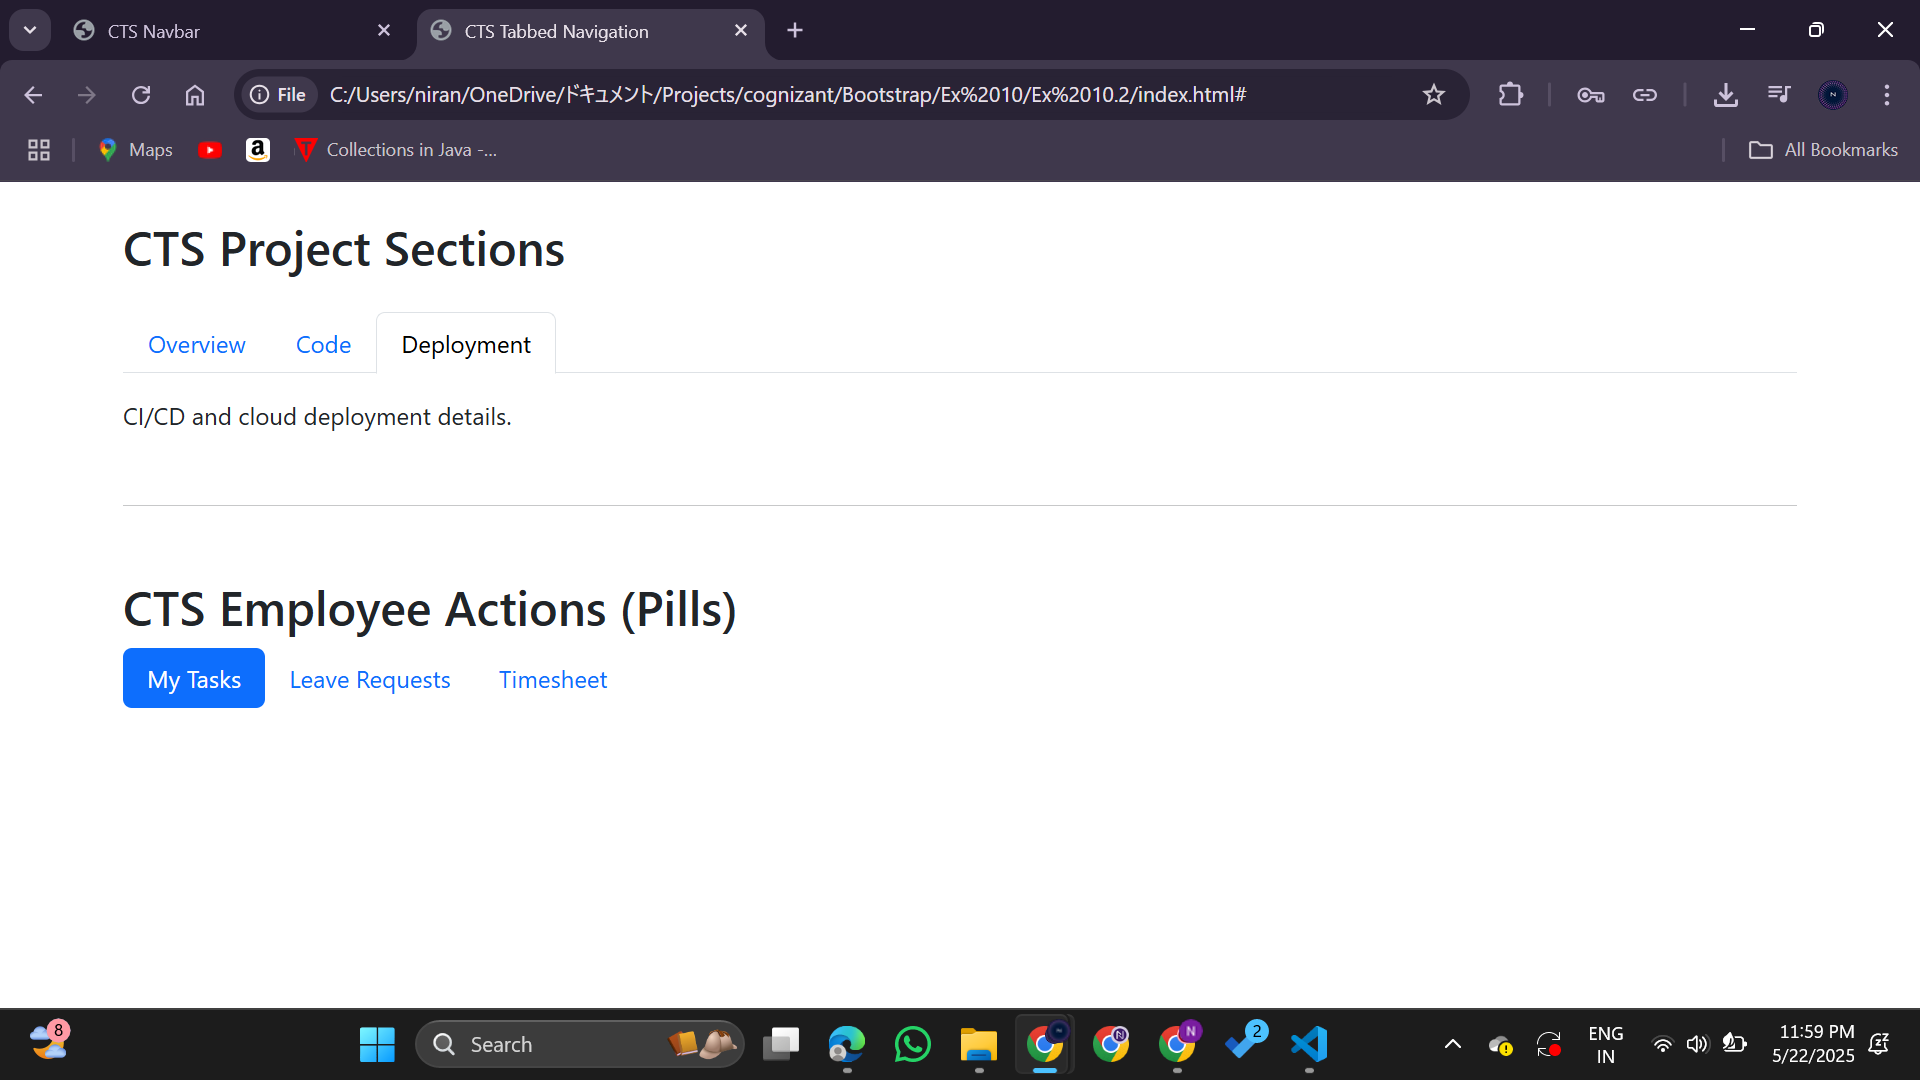 CTS Navbar
CTS Tabbed Navigation
File
C:/Users/niran/OneDrive/ドキュメント/Projects/cognizant/Bootstrap/Ex%2010/Ex%2010.2/index.html#
Maps
a
T
Collections in Java -...
All Bookmarks
CTS Project Sections
Overview
Code
Deployment
CI/CD and cloud deployment details.
CTS Employee Actions (Pills)
My Tasks
Leave Requests
Timesheet
8
Search
N
N
2
ENG
IN
11:59 PM
5/22/2025